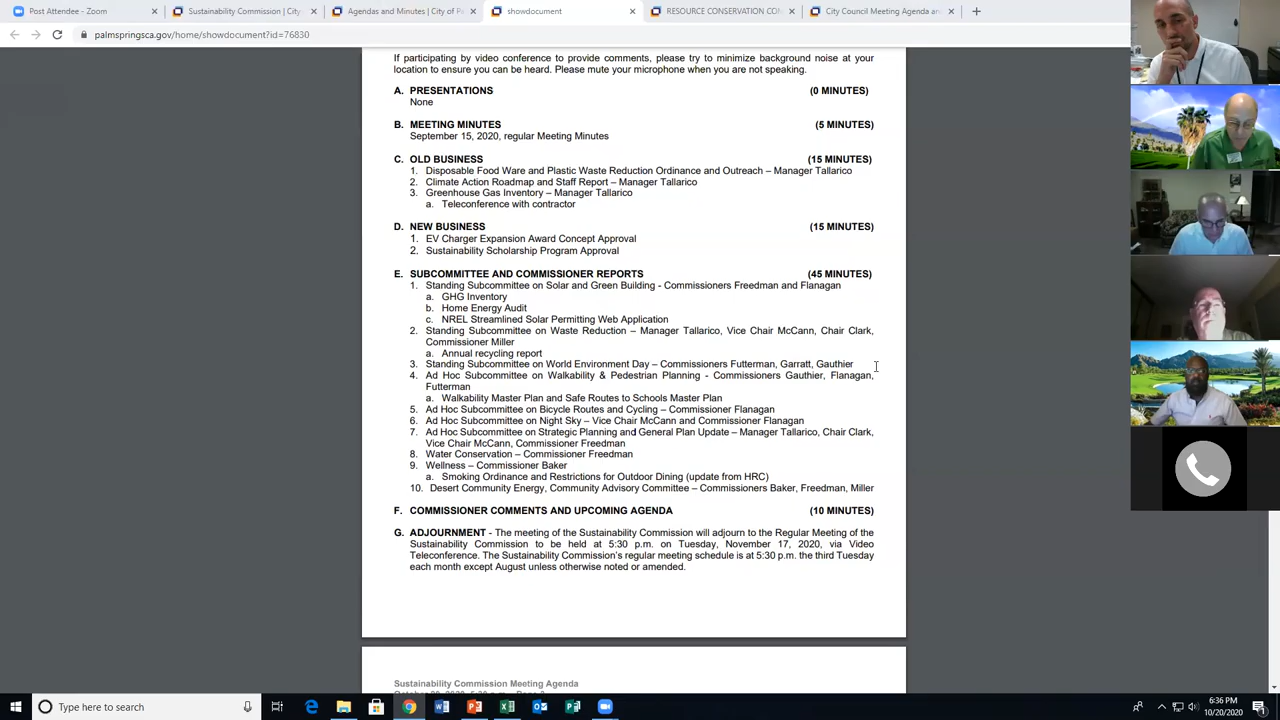 Post Attendee - Zoom
Sustainability Commission | City
Agendas and Minutes | City of Pa
showdocument
RESOURCE CONSERVATION CO
City Council Meeting Agenda an
palmspringsca.gov/home/showdocument?id=76830
If participating by video conference to provide comments, please try to minimize background noise at your
location to ensure you can be heard. Please mute your microphone when you are not speaking.
A. PRESENTATIONS (0 MINUTES)
None
B. MEETING MINUTES (5 MINUTES)
September 15, 2020, regular Meeting Minutes
C. OLD BUSINESS (15 MINUTES)
1. Disposable Food Ware and Plastic Waste Reduction Ordinance and Outreach – Manager Tallarico
2. Climate Action Roadmap and Staff Report – Manager Tallarico
3. Greenhouse Gas Inventory – Manager Tallarico
a. Teleconference with contractor
D. NEW BUSINESS (15 MINUTES)
1. EV Charger Expansion Award Concept Approval
2. Sustainability Scholarship Program Approval
E. SUBCOMMITTEE AND COMMISSIONER REPORTS (45 MINUTES)
1. Standing Subcommittee on Solar and Green Building - Commissioners Freedman and Flanagan
a. GHG Inventory
b. Home Energy Audit
c. NREL Streamlined Solar Permitting Web Application
2. Standing Subcommittee on Waste Reduction – Manager Tallarico, Vice Chair McCann, Chair Clark,
Commissioner Miller
a. Annual recycling report
3. Standing Subcommittee on World Environment Day – Commissioners Futterman, Garratt, Gauthier
4. Ad Hoc Subcommittee on Walkability & Pedestrian Planning - Commissioners Gauthier, Flanagan,
Futterman
a. Walkability Master Plan and Safe Routes to Schools Master Plan
5. Ad Hoc Subcommittee on Bicycle Routes and Cycling – Commissioner Flanagan
6. Ad Hoc Subcommittee on Night Sky – Vice Chair McCann and Commissioner Flanagan
7. Ad Hoc Subcommittee on Strategic Planning and General Plan Update – Manager Tallarico, Chair Clark,
Vice Chair McCann, Commissioner Freedman
8. Water Conservation – Commissioner Freedman
9. Wellness – Commissioner Baker
a. Smoking Ordinance and Restrictions for Outdoor Dining (update from HRC)
10. Desert Community Energy, Community Advisory Committee – Commissioners Baker, Freedman, Miller
F. COMMISSIONER COMMENTS AND UPCOMING AGENDA (10 MINUTES)
G. ADJOURNMENT - The meeting of the Sustainability Commission will adjourn to the Regular Meeting of the
Sustainability Commission to be held at 5:30 p.m. on Tuesday, November 17, 2020, via Video
Teleconference. The Sustainability Commission's regular meeting schedule is at 5:30 p.m. the third Tuesday
each month except August unless otherwise noted or amended.
Sustainability Commission Meeting Agenda
Type here to search
6:36 PM
10/20/2020